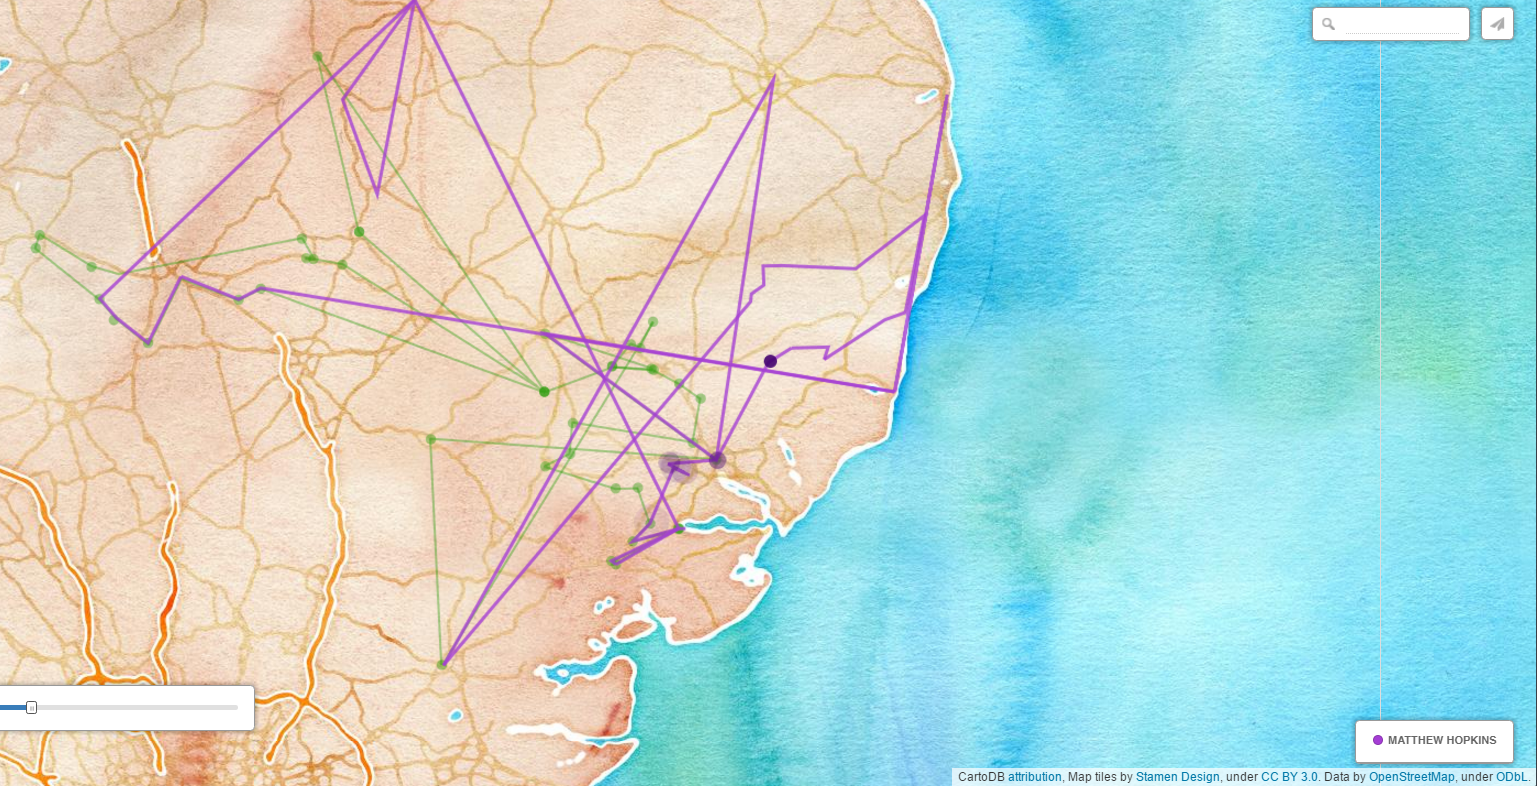 MATTHEW HOPKINS
CartoDB attribution, Map tiles by Stamen Design, under CC BY 3.0. Data by OpenStreetMap, under ODbL.